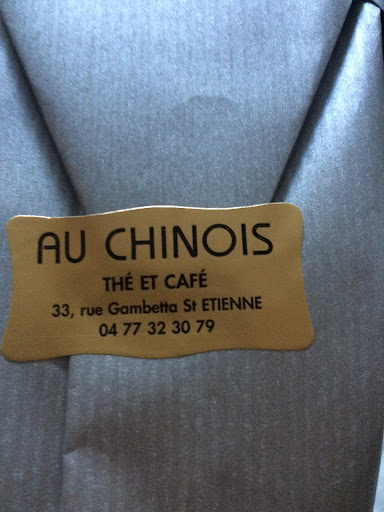 AU CHINOIS
THÉ ET CAFÉ
33, rue Gambetta St ETIENNE
04 77 32 30 79